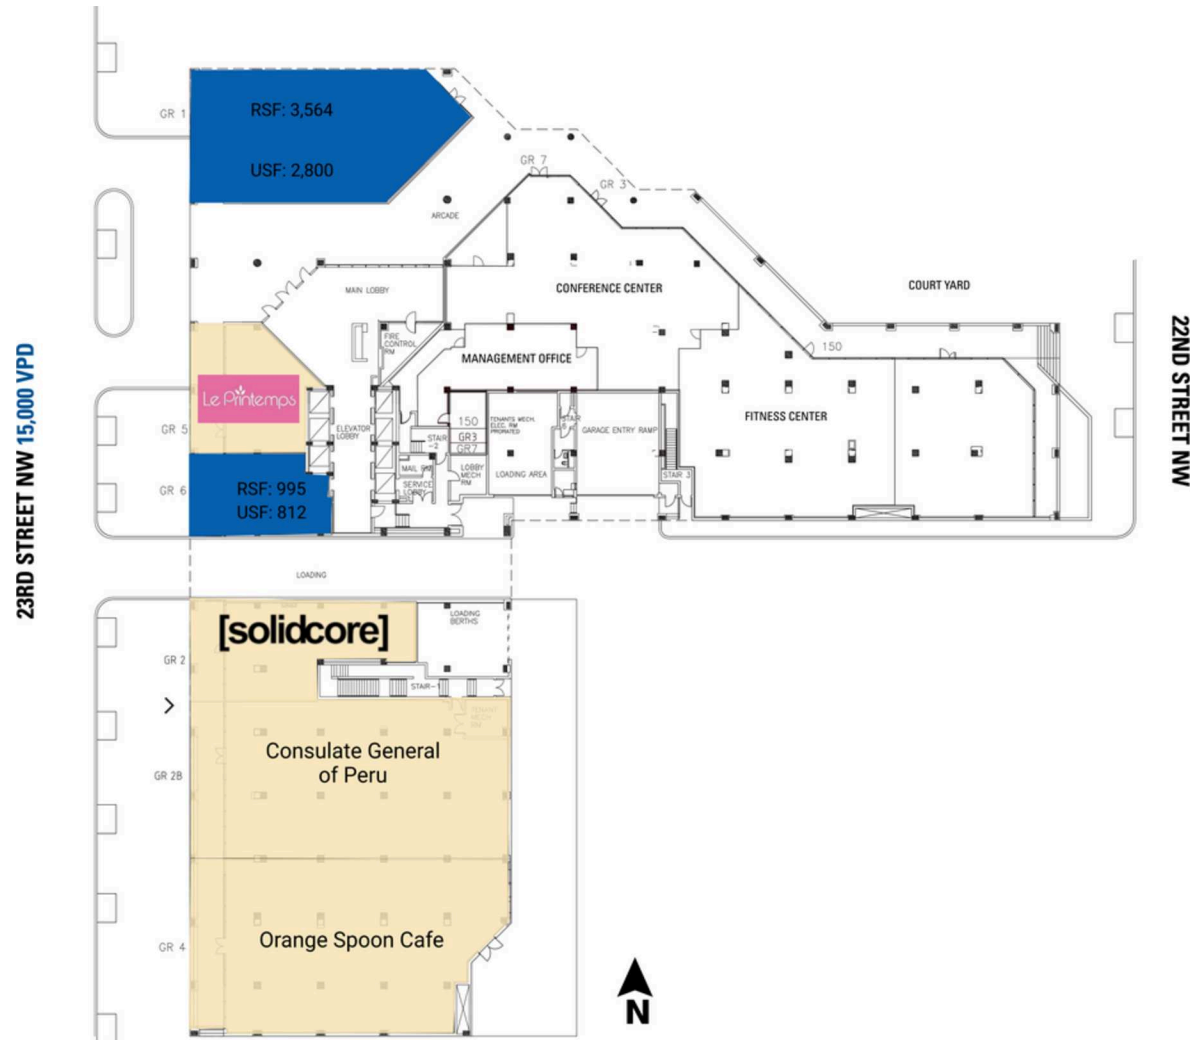 GR 1
RSF: 3,564
USF: 2,800
GR 7
GR 3
ARCADE
COURT YARD
MAIN LOBBY
CONFERENCE CENTER
FIRE
CONTROL
RM
MANAGEMENT OFFICE
150
Le Printemps
FITNESS CENTER
GR 5
ELEVATOR
LOBBY
STAIR
-2
150
GR3
GR7
TENANTS MECH.
ELEC. RM
PRORATED
STAIR
GARAGE ENTRY RAMP
MAIL RM
SERVICE
LOBBY
LOBBY
MECH
RM
LOADING AREA
STAIR 3
GR 6
RSF: 995
USF: 812
23RD STREET NW 15,000 VPD
22ND STREET NW
LOADING
[solidcore]
LOADING
BERTHS
GR 2
STAIR-1
Consulate General
of Peru
GR 2B
Orange Spoon Cafe
GR 4
N